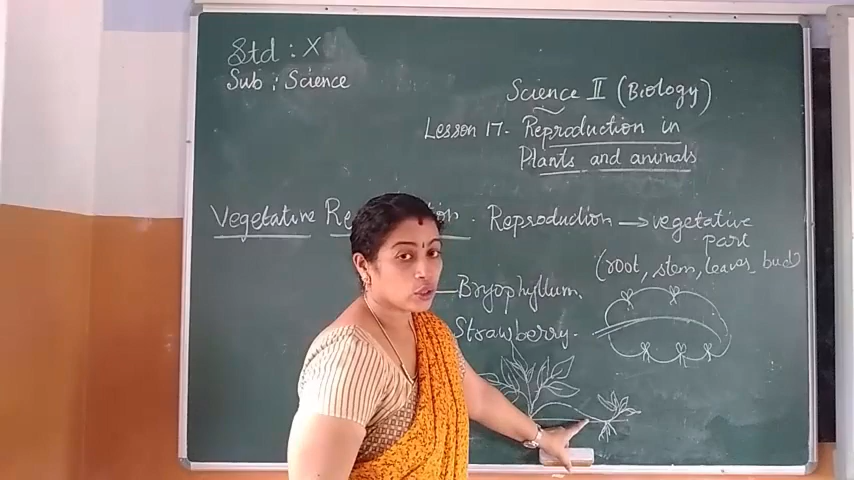 Std : X
Sub : Science
Science II (Biology)
Lesson 17. Reproduction in
Plants and animals
Vegetative Re
. Reproduction → vegetative
part
(root, stem, leaves, bud)
Bryophyllum.
Strawberry.